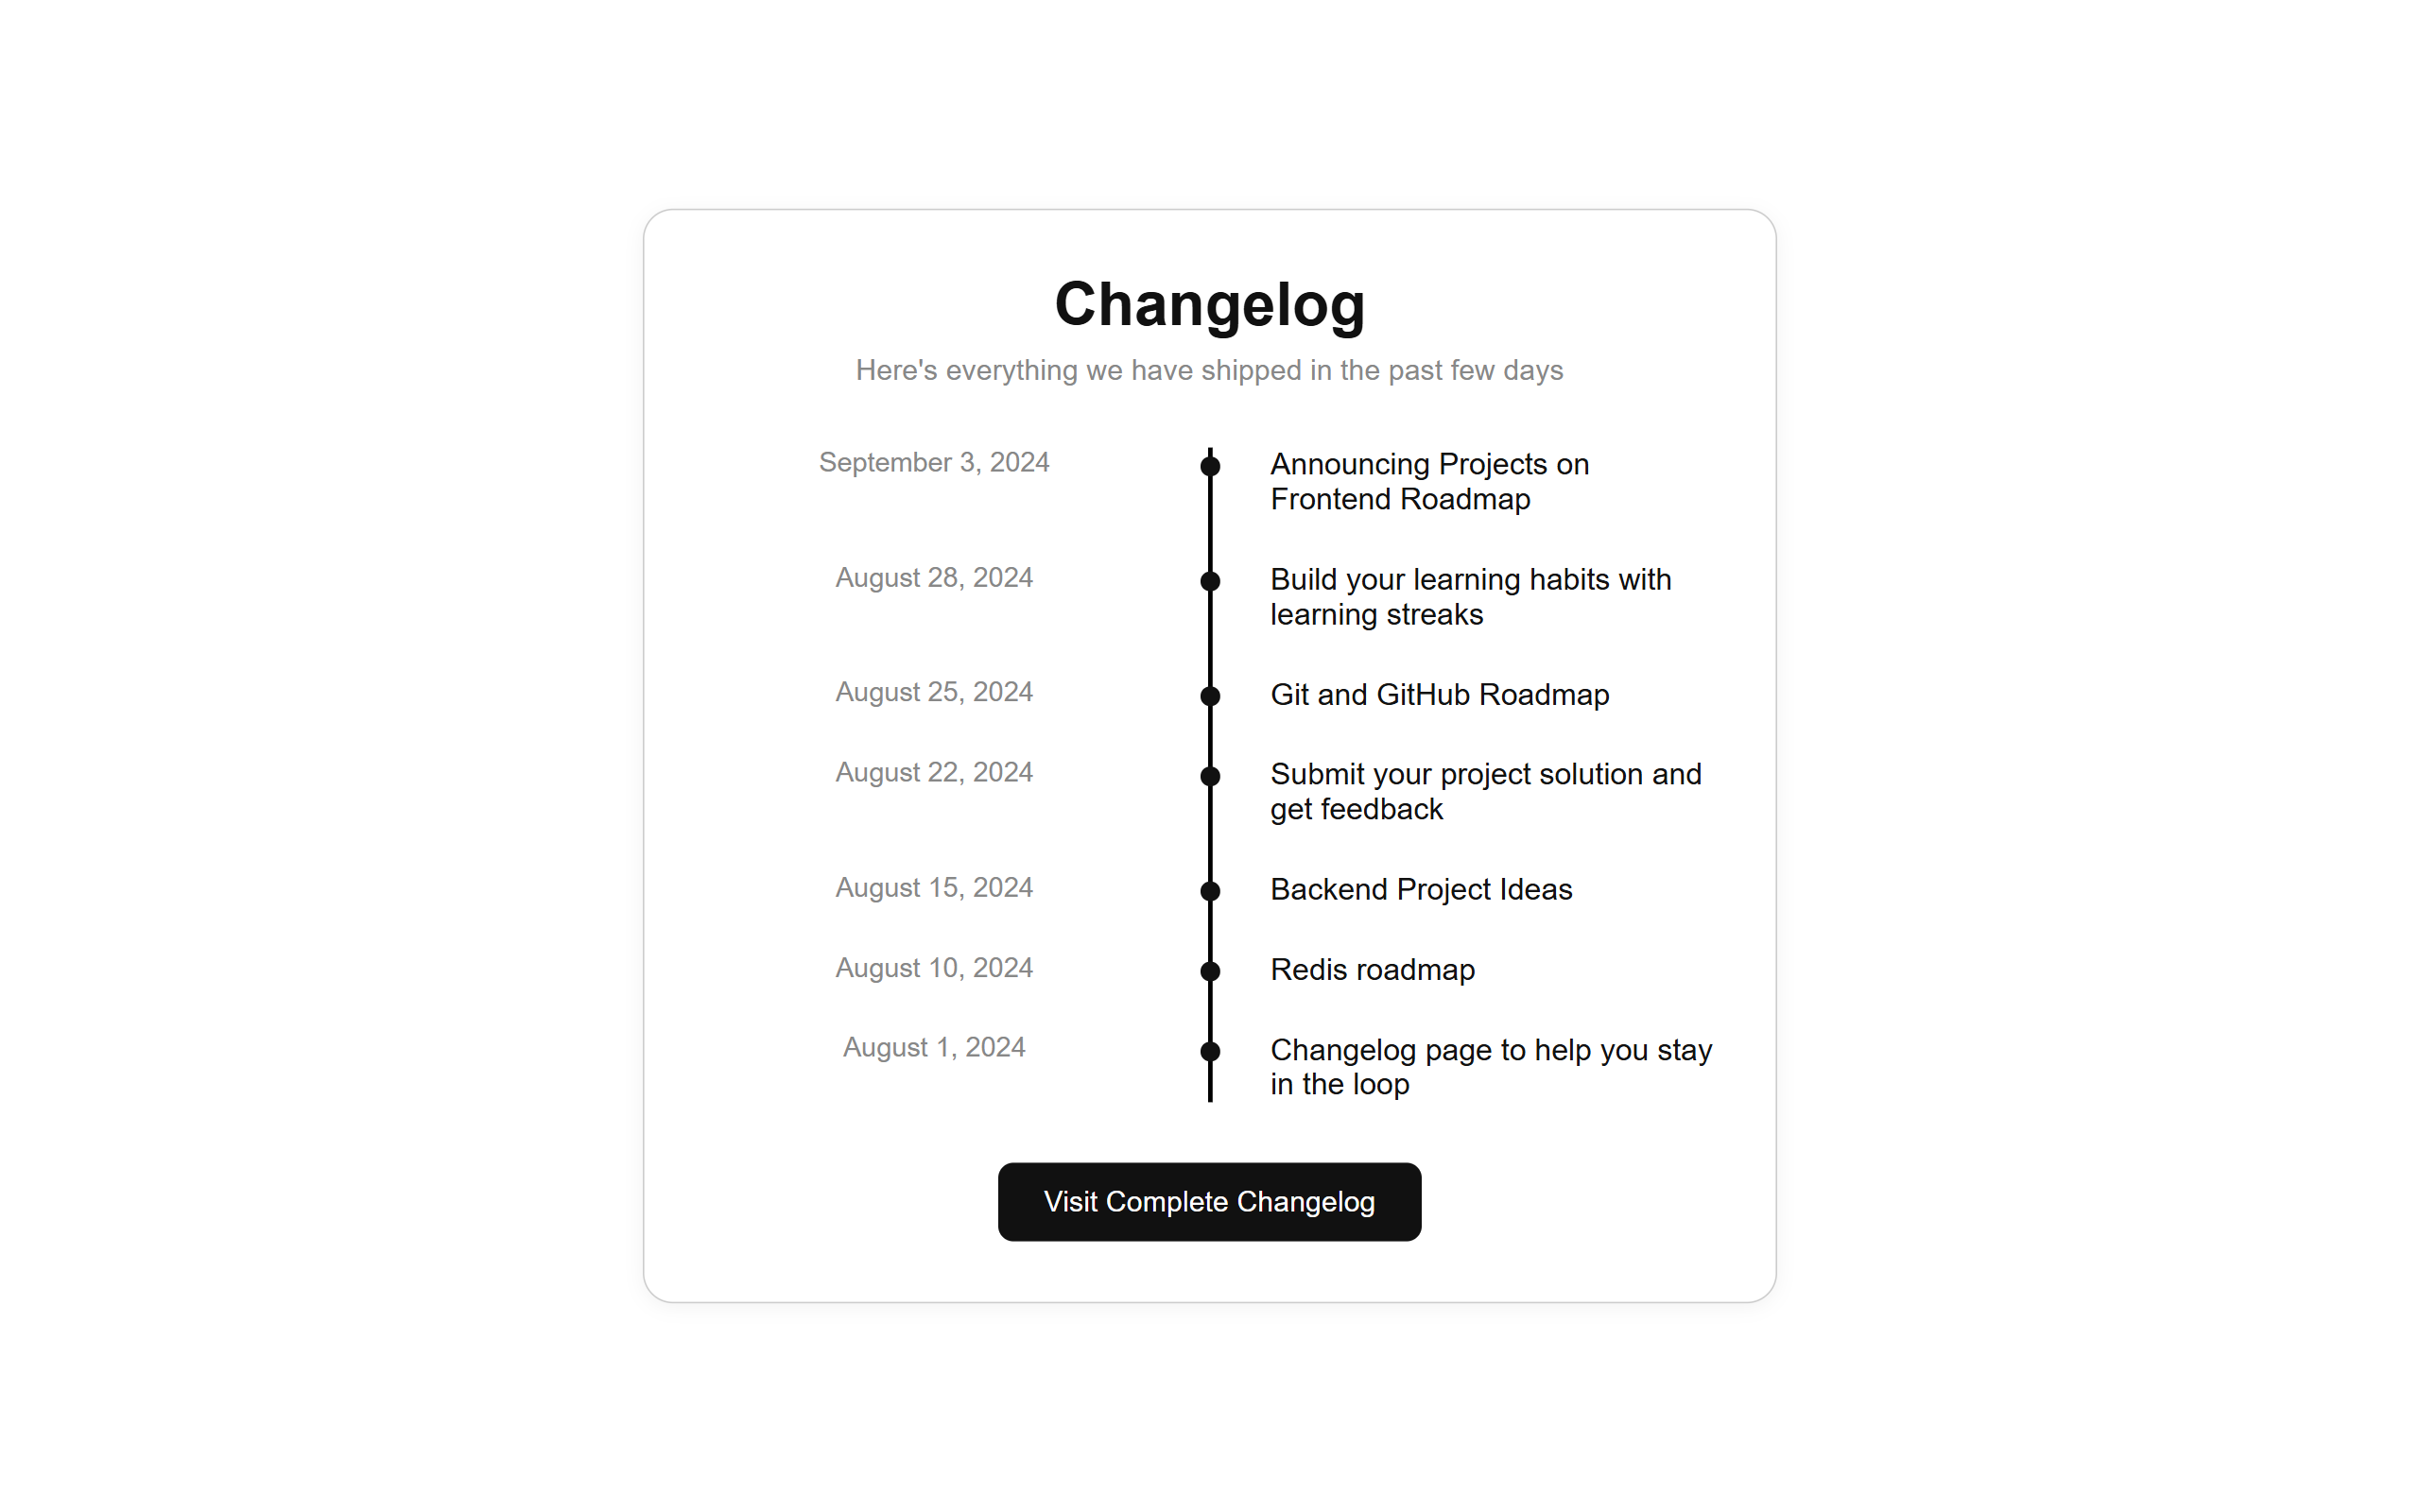 Changelog
Here's everything we have shipped in the past few days
September 3, 2024
Announcing Projects on
Frontend Roadmap
August 28, 2024
Build your learning habits with
learning streaks
August 25, 2024
Git and GitHub Roadmap
August 22, 2024
Submit your project solution and
get feedback
August 15, 2024
Backend Project Ideas
August 10, 2024
Redis roadmap
August 1, 2024
Changelog page to help you stay
in the loop
Visit Complete Changelog